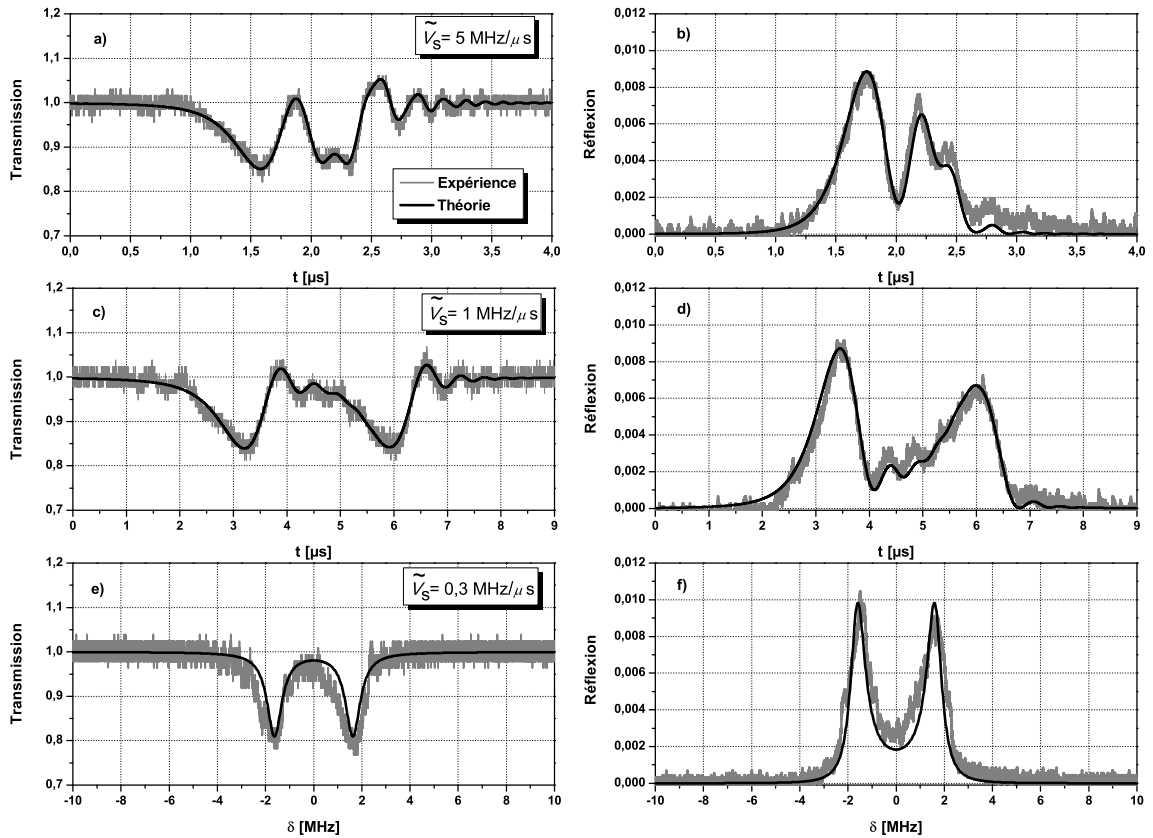 a)
Ṽs= 5 MHz/μs
Transmission
1,2
1,1
1,0
0,9
0,8
0,7
Expérience
Théorie
0,0 0,5 1,0 1,5 2,0 2,5 3,0 3,5 4,0
t [µs]
b)
Réflexion
0,012
0,010
0,008
0,006
0,004
0,002
0,000
0,0 0,5 1,0 1,5 2,0 2,5 3,0 3,5 4,0
t [µs]
c)
Ṽs= 1 MHz/μs
Transmission
1,2
1,1
1,0
0,9
0,8
0,7
0 1 2 3 4 5 6 7 8 9
t [µs]
d)
Réflexion
0,012
0,010
0,008
0,006
0,004
0,002
0,000
0 1 2 3 4 5 6 7 8 9
t [µs]
e)
Ṽs= 0,3 MHz/μs
Transmission
1,2
1,1
1,0
0,9
0,8
0,7
-10 -8 -6 -4 -2 0 2 4 6 8 10
δ [MHz]
f)
Réflexion
0,012
0,010
0,008
0,006
0,004
0,002
0,000
-10 -8 -6 -4 -2 0 2 4 6 8 10
δ [MHz]